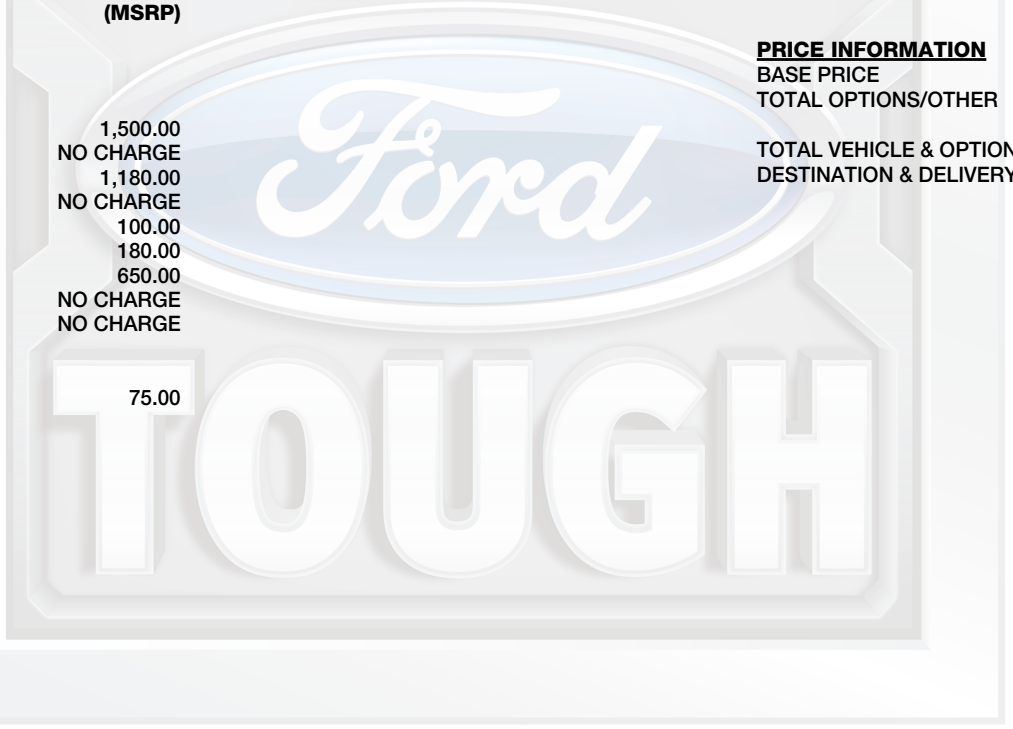 (MSRP)
1,500.00
NO CHARGE
1,180.00
NO CHARGE
100.00
180.00
650.00
NO CHARGE
NO CHARGE
75.00
PRICE INFORMATION
BASE PRICE
TOTAL OPTIONS/OTHER
TOTAL VEHICLE & OPTION
DESTINATION & DELIVERY
Ford
TOUGH